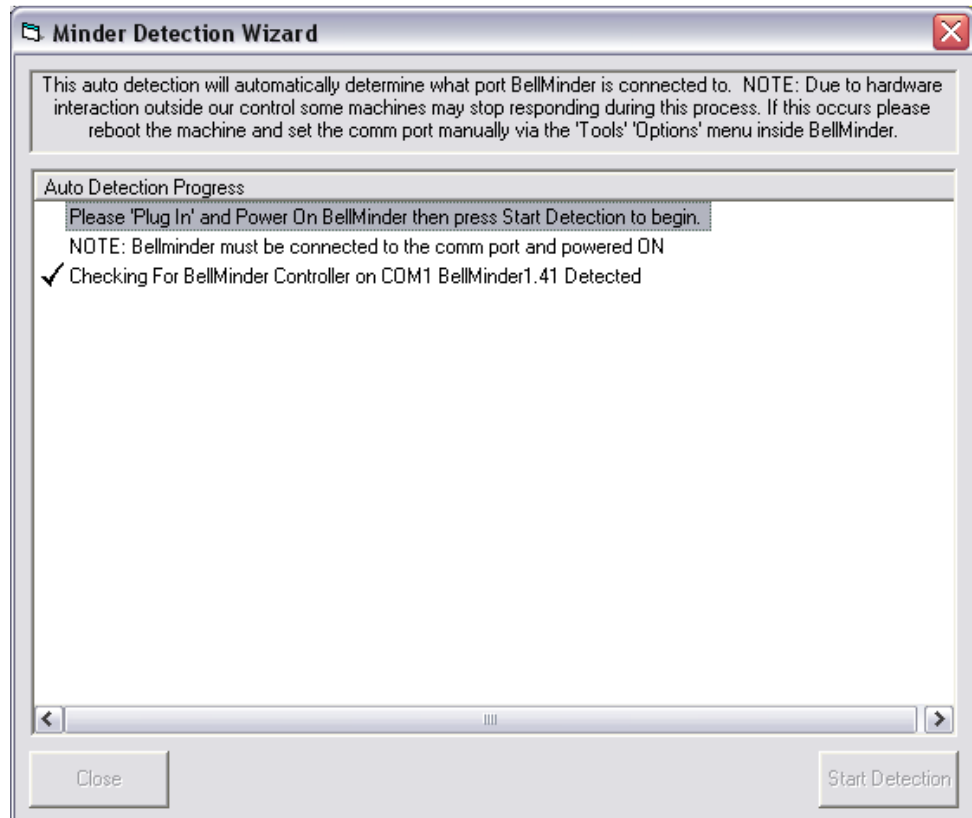 Minder Detection Wizard
This auto detection will automatically determine what port BellMinder is connected to.  NOTE: Due to hardware
interaction outside our control some machines may stop responding during this process. If this occurs please
reboot the machine and set the comm port manually via the 'Tools' 'Options' menu inside BellMinder.
Auto Detection Progress
Please 'Plug In' and Power On BellMinder then press Start Detection to begin.
NOTE: Bellminder must be connected to the comm port and powered ON
Checking For BellMinder Controller on COM1 BellMinder1.41 Detected
Close
Start Detection